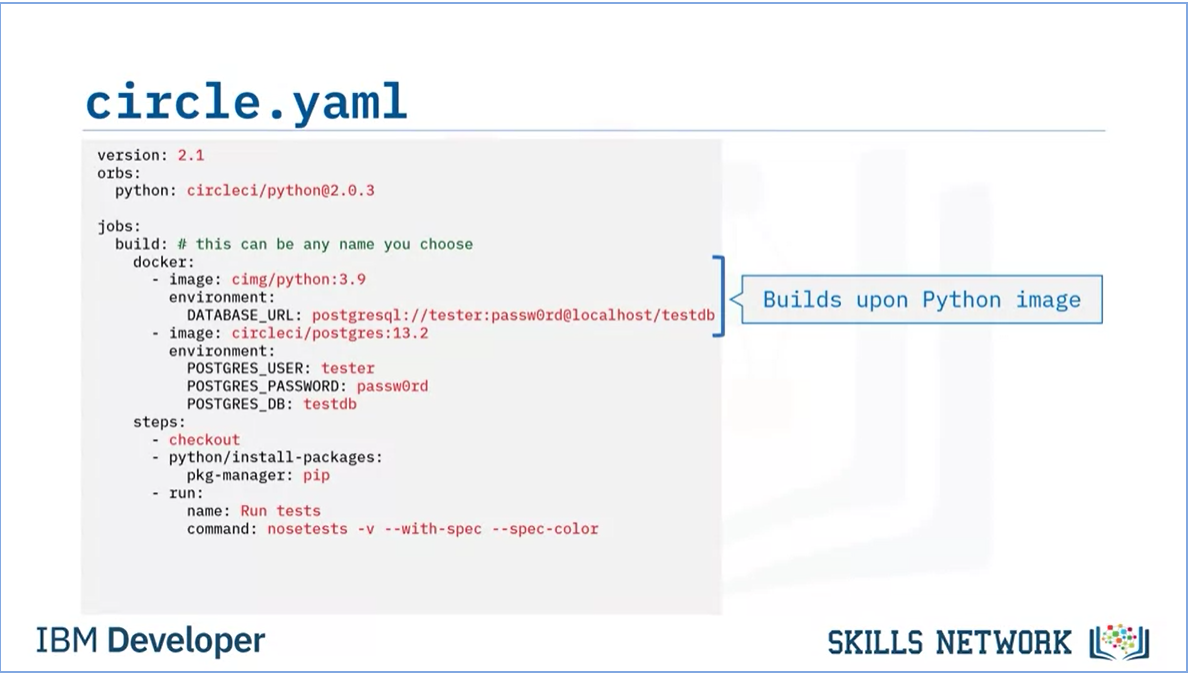 circle.yaml
version: 2.1
orbs:
  python: circleci/python@2.0.3

jobs:
  build: # this can be any name you choose
    docker:
      - image: cimg/python:3.9
        environment:
          DATABASE_URL: postgresql://tester:passw0rd@localhost/testdb
      - image: circleci/postgres:13.2
        environment:
          POSTGRES_USER: tester
          POSTGRES_PASSWORD: passw0rd
          POSTGRES_DB: testdb
    steps:
      - checkout
      - python/install-packages:
          pkg-manager: pip
      - run:
          name: Run tests
          command: nosetests -v --with-spec --spec-color
Builds upon Python image
IBM Developer
SKILLS NETWORK